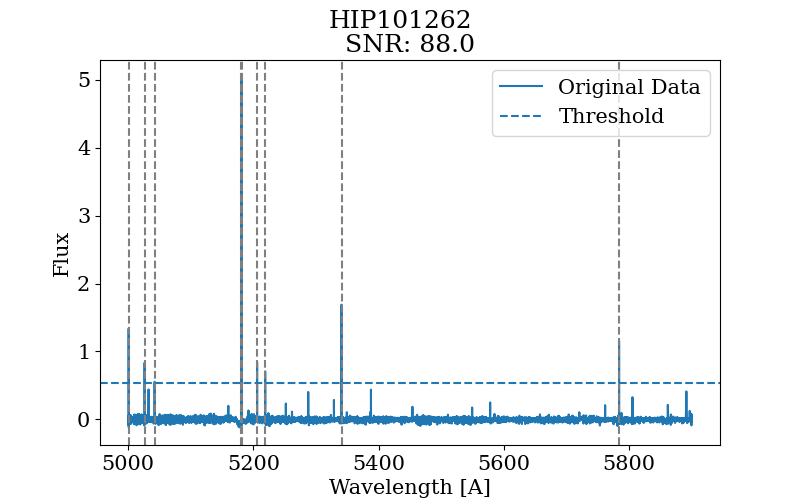 HIP101262
SNR: 88.0
Original Data
Threshold
Flux
5
4
3
2
1
0
5000 5200 5400 5600 5800
Wavelength [A]